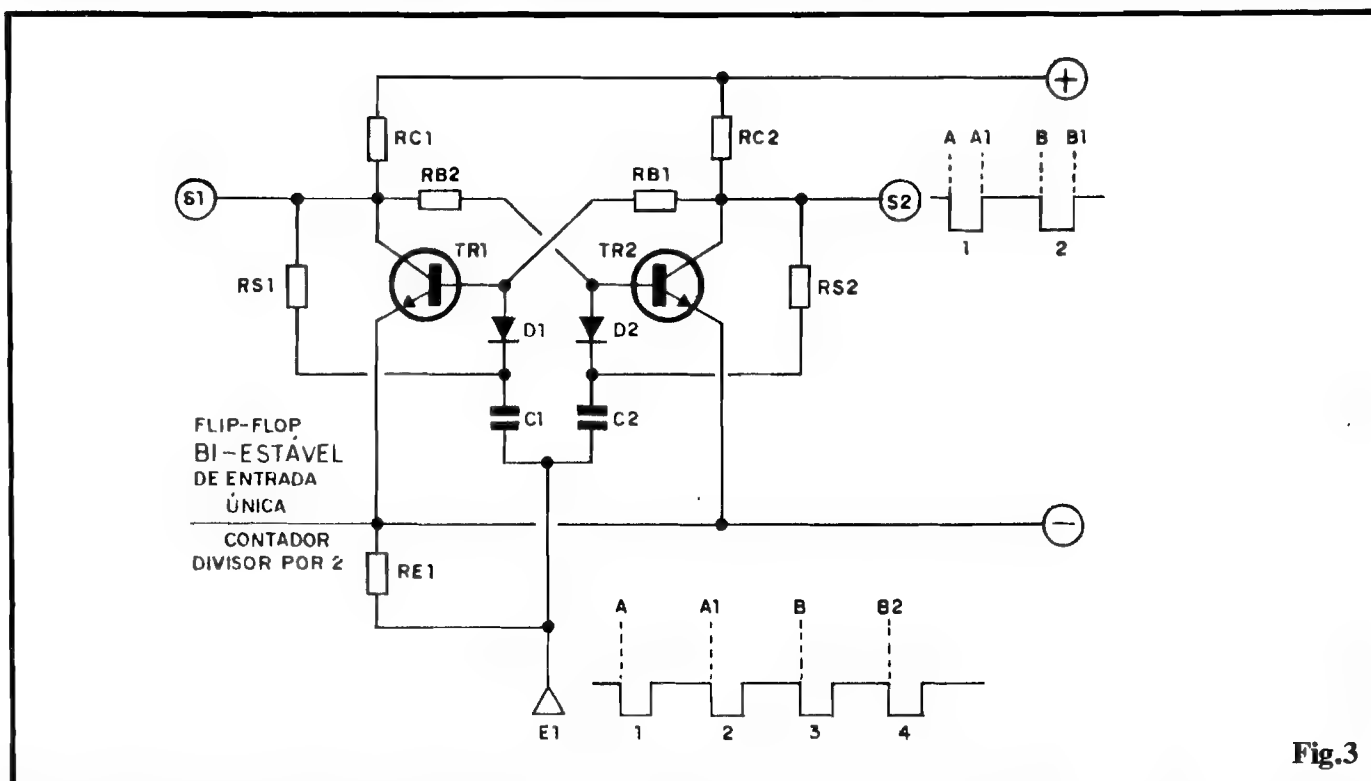 +
RC1
RC2
A A1 B B1
S1
RB2
RB1
S2
TR1
TR2
1 2
RS1
RS2
D1
D2
C1
C2
FLIP-FLOP
BI-ESTÁVEL
DE ENTRADA
ÚNICA
−
CONTADOR
DIVISOR POR 2
RE1
A A1 B B2
E1
1 2 3 4
Fig.3